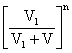 [V₁ / (V₁ + V)]ⁿ